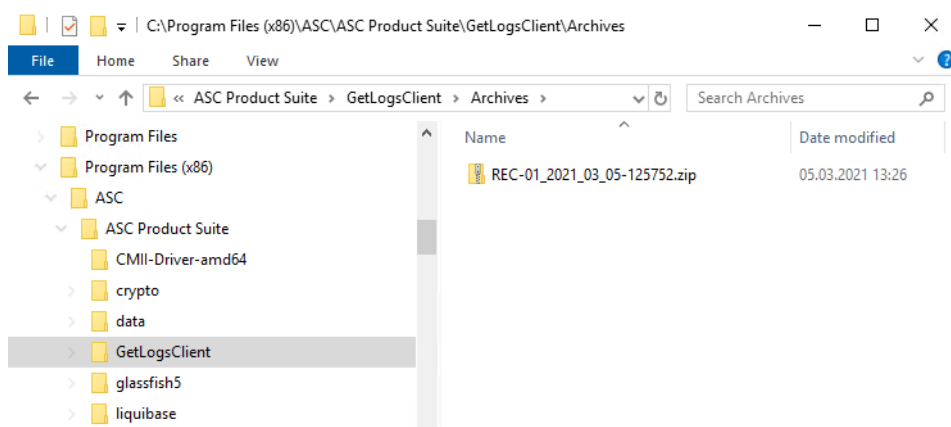 C:\Program Files (x86)\ASC\ASC Product Suite\GetLogsClient\Archives
File Home Share View
« ASC Product Suite › GetLogsClient › Archives › Search Archives
Program Files
Program Files (x86)
ASC
ASC Product Suite
CMII-Driver-amd64
crypto
data
GetLogsClient
glassfish5
liquibase
Name Date modified
REC-01_2021_03_05-125752.zip 05.03.2021 13:26